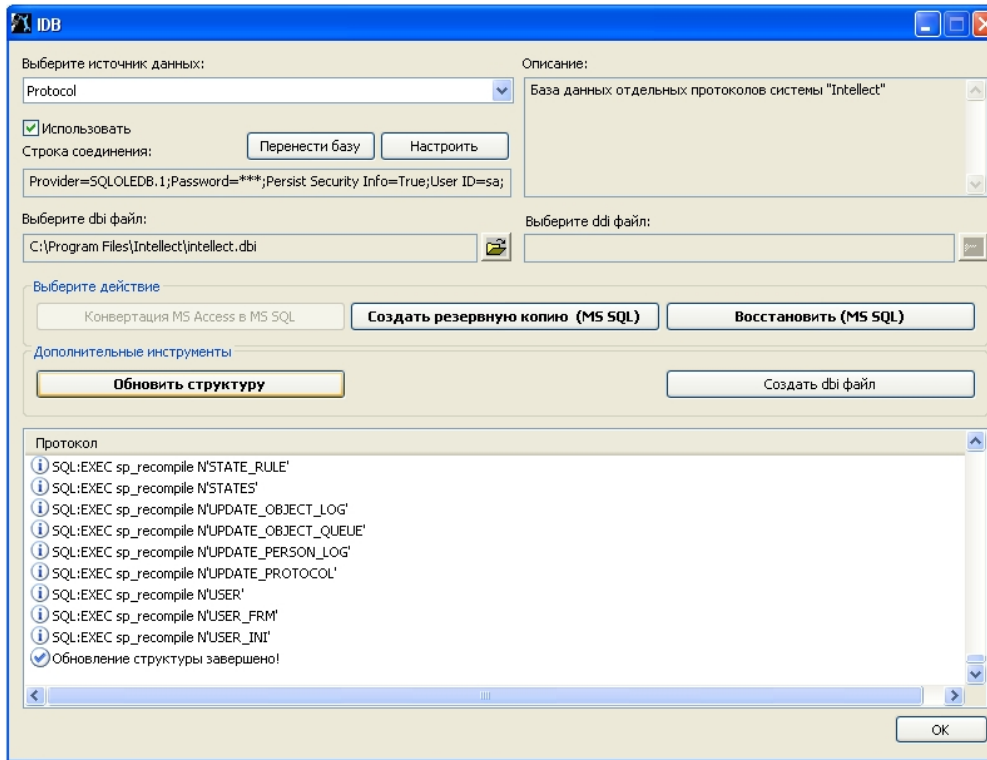 IDB
Выберите источник данных:
Описание:
Protocol
База данных отдельных протоколов системы "Intellect"
Использовать
Строка соединения:
Перенести базу
Настроить
Provider=SQLOLEDB.1;Password=***;Persist Security Info=True;User ID=sa;
Выберите dbi файл:
Выберите ddi файл:
C:\Program Files\Intellect\intellect.dbi
Выберите действие
Конвертация MS Access в MS SQL
Создать резервную копию (MS SQL)
Восстановить (MS SQL)
Дополнительные инструменты
Обновить структуру
Создать dbi файл
Протокол
SQL:EXEC sp_recompile N'STATE_RULE'
SQL:EXEC sp_recompile N'STATES'
SQL:EXEC sp_recompile N'UPDATE_OBJECT_LOG'
SQL:EXEC sp_recompile N'UPDATE_OBJECT_QUEUE'
SQL:EXEC sp_recompile N'UPDATE_PERSON_LOG'
SQL:EXEC sp_recompile N'UPDATE_PROTOCOL'
SQL:EXEC sp_recompile N'USER'
SQL:EXEC sp_recompile N'USER_FRM'
SQL:EXEC sp_recompile N'USER_INI'
Обновление структуры завершено!
OK